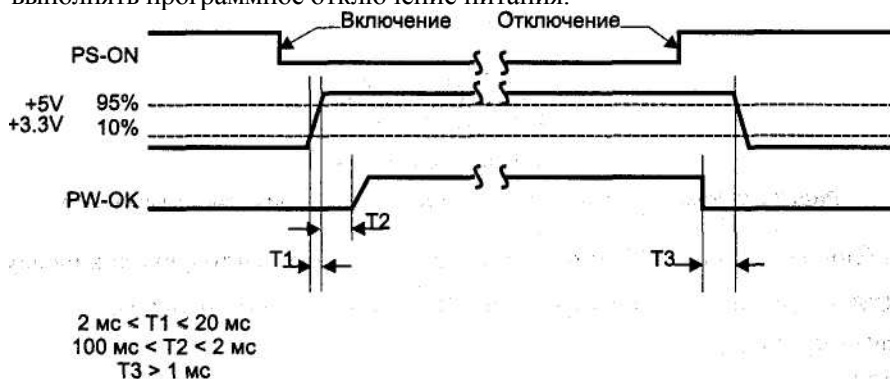 выполнять программное отключение питания.
Включение Отключение
PS-ON
+5V 95%
+3.3V 10%
PW-OK
T2
T1 T3
2 мс < T1 < 20 мс
100 мс < T2 < 2 мс
T3 > 1 мс